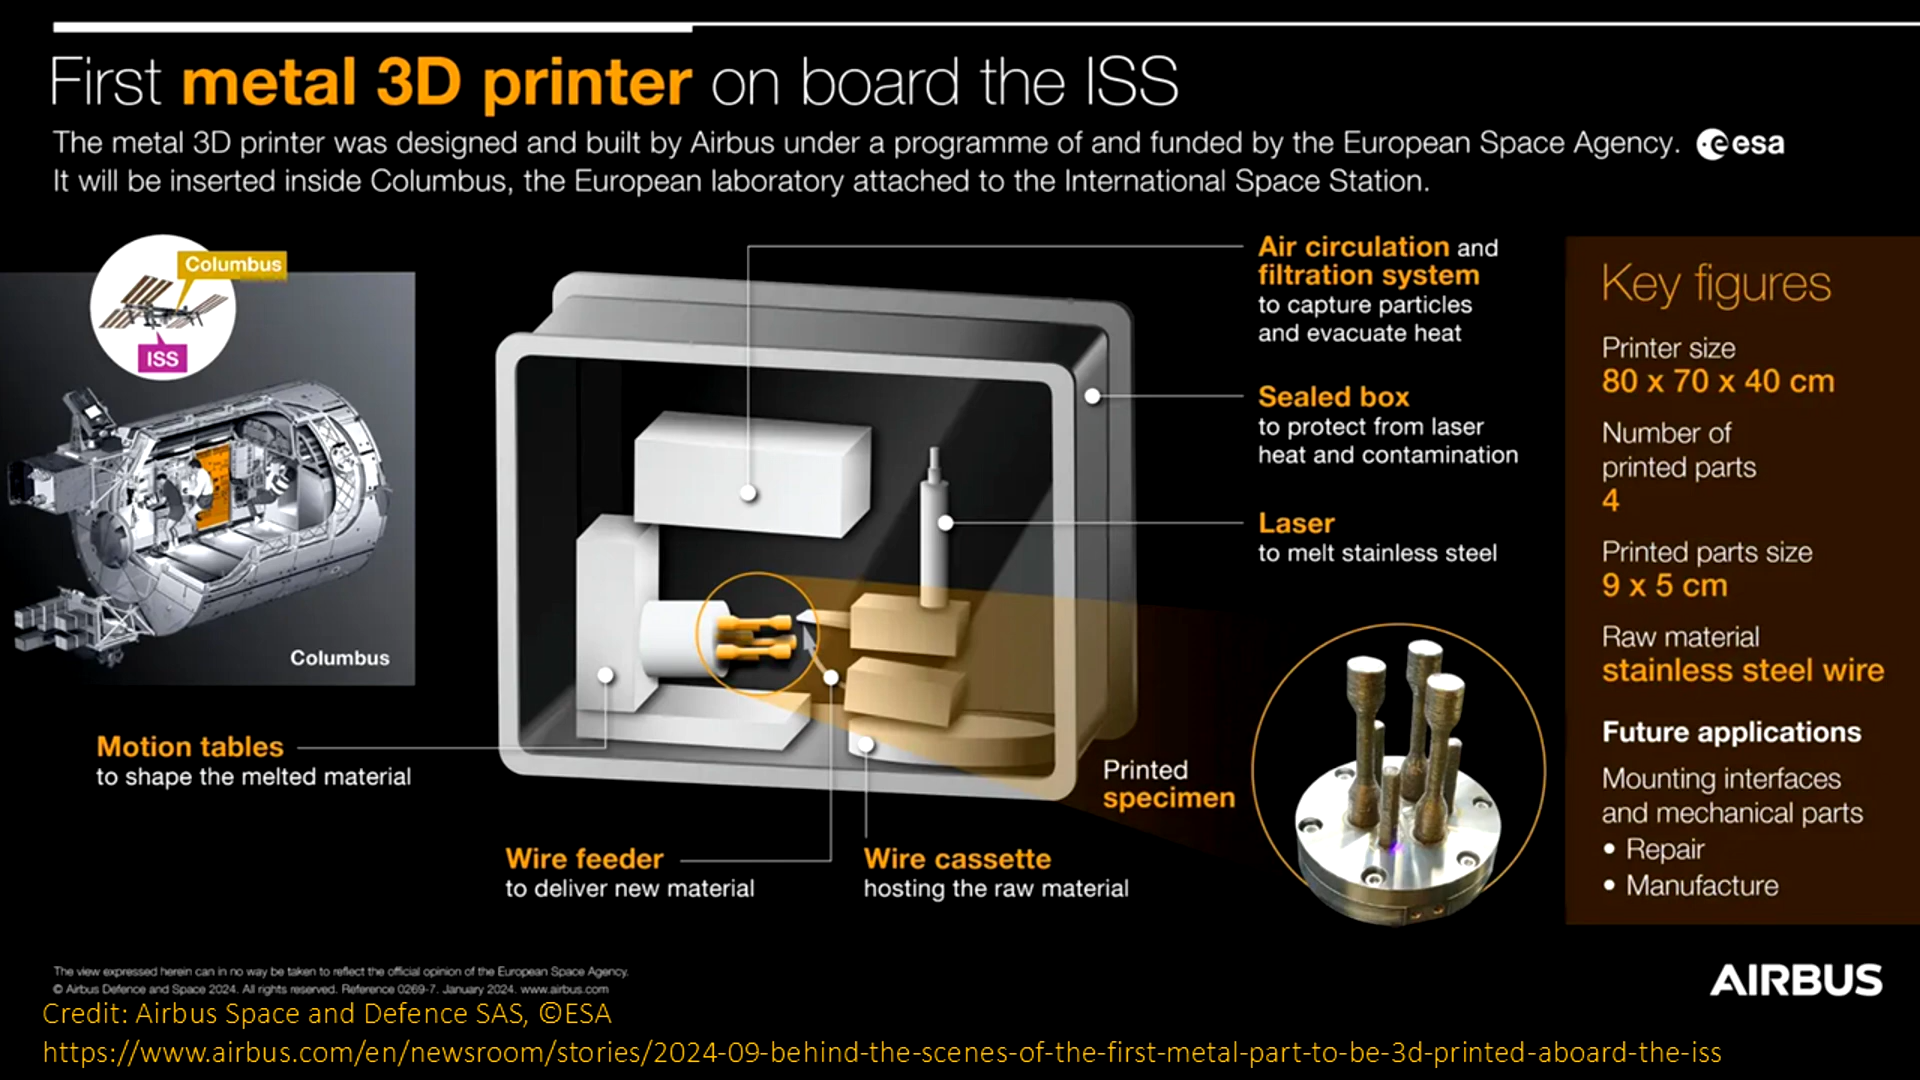 First metal 3D printer on board the ISS
The metal 3D printer was designed and built by Airbus under a programme of and funded by the European Space Agency.
esa
It will be inserted inside Columbus, the European laboratory attached to the International Space Station.
Columbus
ISS
Columbus
Air circulation and
filtration system
to capture particles
and evacuate heat
Sealed box
to protect from laser
heat and contamination
Laser
to melt stainless steel
Motion tables
to shape the melted material
Wire feeder
to deliver new material
Wire cassette
hosting the raw material
Printed
specimen
Key figures
Printer size
80 x 70 x 40 cm
Number of
printed parts
4
Printed parts size
9 x 5 cm
Raw material
stainless steel wire
Future applications
Mounting interfaces
and mechanical parts
• Repair
• Manufacture
The view expressed herein can in no way be taken to reflect the official opinion of the European Space Agency.
© Airbus Defence and Space 2024. All rights reserved. Reference 0269-7. January 2024. www.airbus.com
AIRBUS
Credit: Airbus Space and Defence SAS, ©ESA
https://www.airbus.com/en/newsroom/stories/2024-09-behind-the-scenes-of-the-first-metal-part-to-be-3d-printed-aboard-the-iss